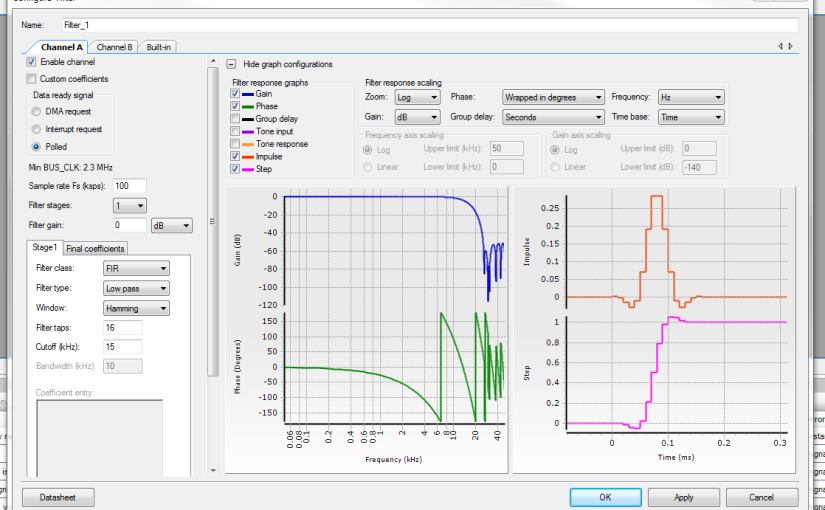 Name: Filter_1
Channel A Channel B Built-in
Enable channel
Custom coefficients
Data ready signal
DMA request
Interrupt request
Polled
Min BUS_CLK: 2.3 MHz
Sample rate Fs (ksps): 100
Filter stages: 1
Filter gain: 0 dB
Stage1 Final coefficients
Filter class: FIR
Filter type: Low pass
Window: Hamming
Filter taps: 16
Cutoff (kHz): 15
Bandwidth (kHz): 10
Coefficient entry:
Hide graph configurations
Filter response graphs
Gain
Phase
Group delay
Tone input
Tone response
Impulse
Step
Filter response scaling
Zoom: Log Phase: Wrapped in degrees Frequency: Hz
Gain: dB Group delay: Seconds Time base: Time
Frequency axis scaling
Log Upper limit (kHz): 50
Linear Lower limit (kHz): 0
Gain axis scaling
Log Upper limit (dB): 0
Linear Lower limit (dB): -140
Gain (dB)
0
-20
-40
-60
-80
-100
-120
Phase (Degrees)
150
100
50
0
-50
-100
-150
0.06 0.08 0.1 0.2 0.4 0.6 0.8 1 2 4 6 8 10 20 40
Frequency (kHz)
Impulse
0.25
0.2
0.15
0.1
0.05
0
Step
1
0.8
0.6
0.4
0.2
0
0 0.1 0.2 0.3
Time (ms)
Datasheet OK Apply Cancel